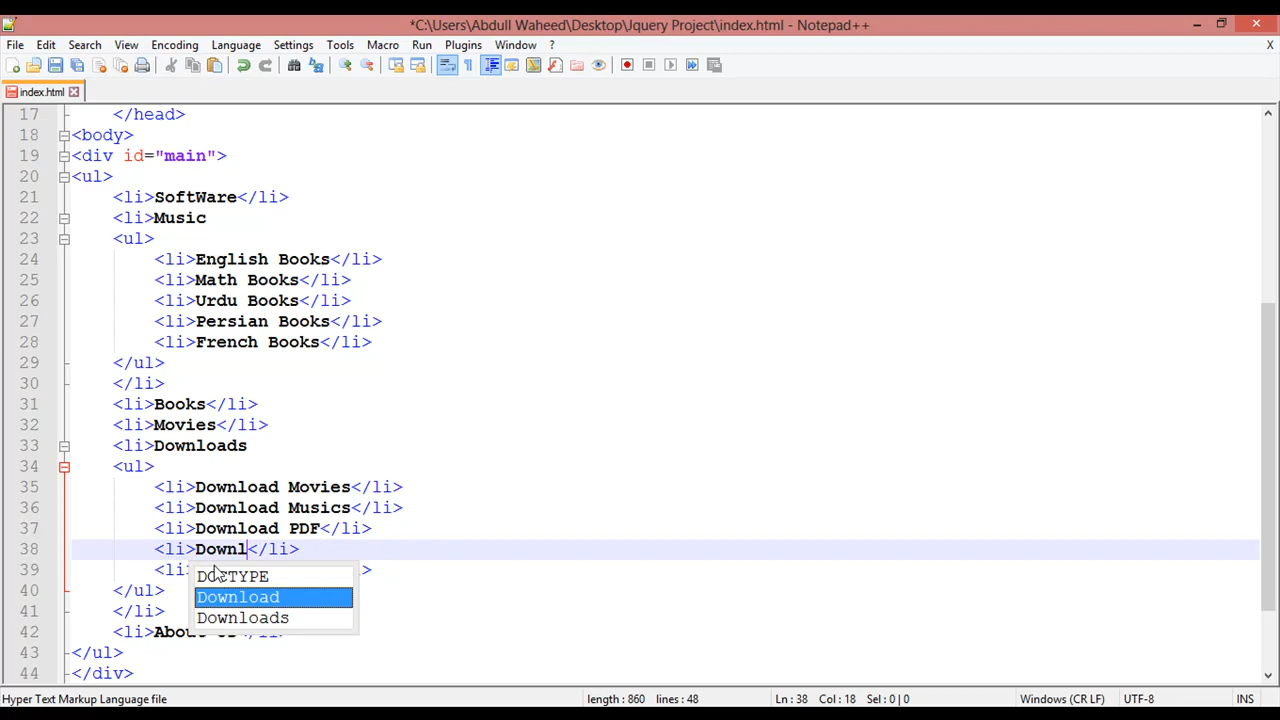 *C:\Users\Abdull Waheed\Desktop\Jquery Project\index.html - Notepad++
File Edit Search View Encoding Language Settings Tools Macro Run Plugins Window ? X
index.html
17 </head>
18 <body>
19 <div id="main">
20 <ul>
21 <li>SoftWare</li>
22 <li>Music
23 <ul>
24 <li>English Books</li>
25 <li>Math Books</li>
26 <li>Urdu Books</li>
27 <li>Persian Books</li>
28 <li>French Books</li>
29 </ul>
30 </li>
31 <li>Books</li>
32 <li>Movies</li>
33 <li>Downloads
34 <ul>
35 <li>Download Movies</li>
36 <li>Download Musics</li>
37 <li>Download PDF</li>
38 <li>Downl</li>
39 <li >
DOCTYPE
Download
Downloads
40 </ul>
41 </li>
42 <li>About </li>
43 </ul>
44 </div>
Hyper Text Markup Language file length : 860 lines : 48 Ln : 38 Col : 18 Sel : 0 | 0 Windows (CR LF) UTF-8 INS